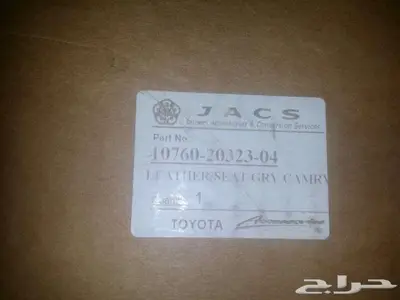 JACS
Part No
10760-20323-04
LEATHER SEAT GRY CAMRY
1
TOYOTA
حراج